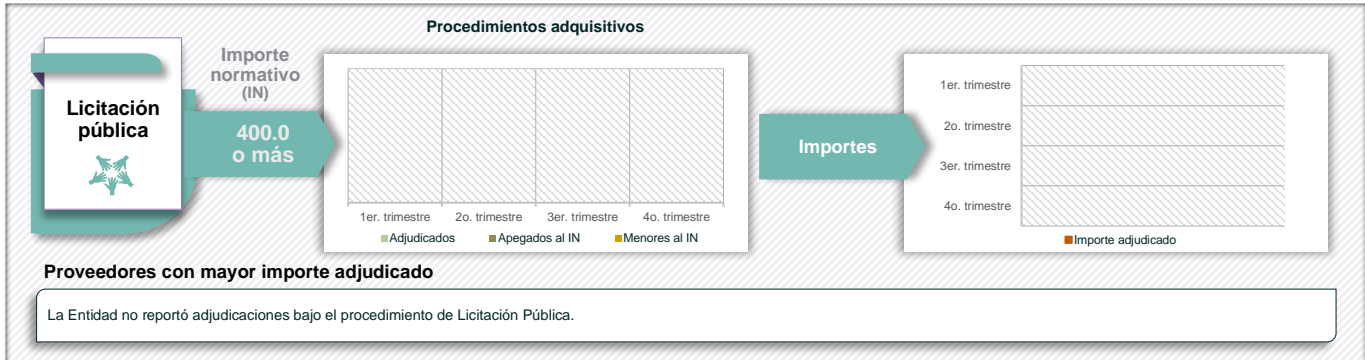 Procedimientos adquisitivos
Licitación
pública
Importe
normativo
(IN)
400.0
o más
1er. trimestre
2o. trimestre
3er. trimestre
4o. trimestre
Adjudicados
Apegados al IN
Menores al IN
Importes
1er. trimestre
2o. trimestre
3er. trimestre
4o. trimestre
Importe adjudicado
Proveedores con mayor importe adjudicado
La Entidad no reportó adjudicaciones bajo el procedimiento de Licitación Pública.